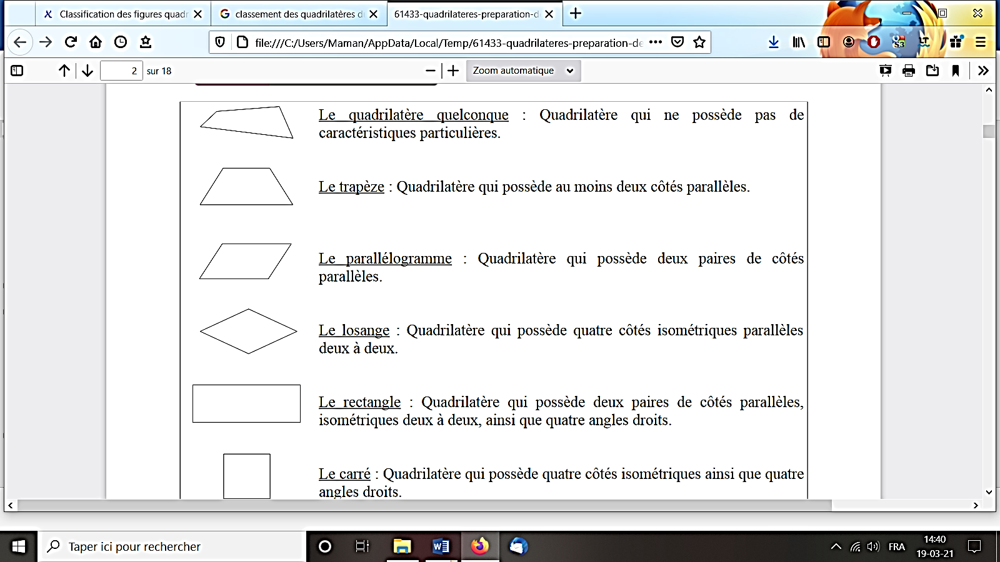 Classification des figures quadr
classement des quadrilatères du
61433-quadrilateres-preparation-de
file:///C:/Users/Maman/AppData/Local/Temp/61433-quadrilateres-preparation-de
2 sur 18
Zoom automatique
Le quadrilatère quelconque : Quadrilatère qui ne possède pas de
caractéristiques particulières.
Le trapèze : Quadrilatère qui possède au moins deux côtés parallèles.
Le parallélogramme : Quadrilatère qui possède deux paires de côtés
parallèles.
Le losange : Quadrilatère qui possède quatre côtés isométriques parallèles
deux à deux.
Le rectangle : Quadrilatère qui possède deux paires de côtés parallèles,
isométriques deux à deux, ainsi que quatre angles droits.
Le carré : Quadrilatère qui possède quatre côtés isométriques ainsi que quatre
angles droits.
Taper ici pour rechercher
FRA
14:40
19-03-21